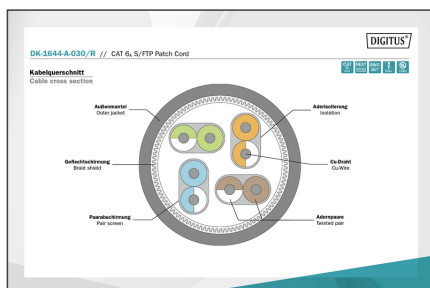 DIGITUS®
DK-1644-A-030/R // CAT 6A S/FTP Patch Cord
Kabelquerschnitt
Cable cross section
Außenmantel
Outer jacket
Aderisolierung
Isolation
Geflechtschirmung
Braid shield
Cu-Draht
Cu-Wire
Paarabschirmung
Pair screen
Adernpaare
Twisted pair